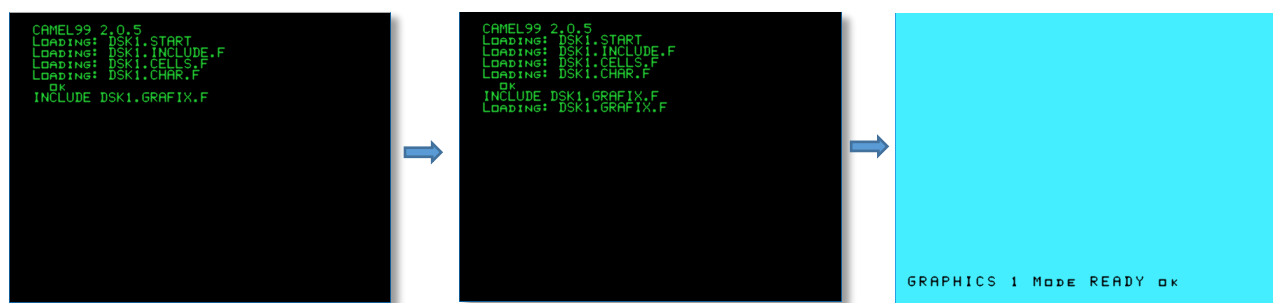 CAMEL99 2.0.5
Loading: DSK1.START
Loading: DSK1.INCLUDE.F
Loading: DSK1.CELLS.F
Loading: DSK1.CHAR.F
ok
INCLUDE DSK1.GRAFIX.F
CAMEL99 2.0.5
Loading: DSK1.START
Loading: DSK1.INCLUDE.F
Loading: DSK1.CELLS.F
Loading: DSK1.CHAR.F
ok
INCLUDE DSK1.GRAFIX.F
Loading: DSK1.GRAFIX.F
GRAPHICS 1 Mode READY ok